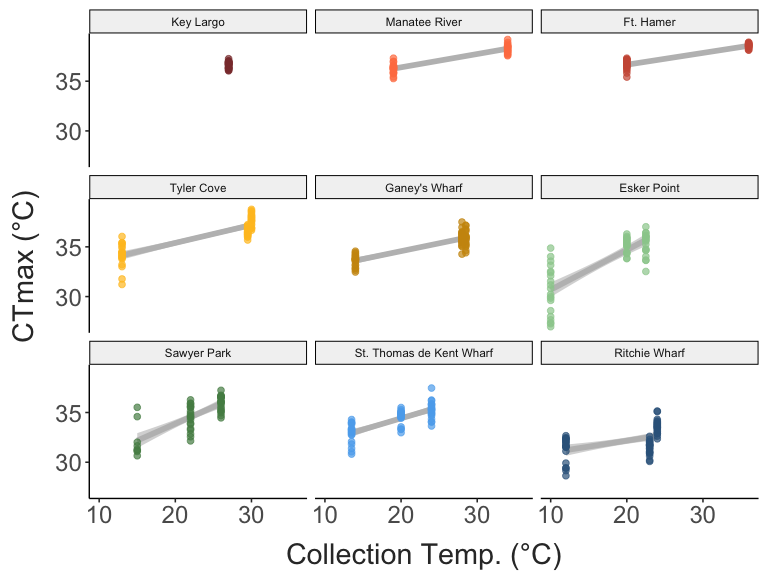 Key Largo
Manatee River
Ft. Hamer
35
30
Tyler Cove
Ganey's Wharf
Esker Point
35
30
CTmax (°C)
Sawyer Park
St. Thomas de Kent Wharf
Ritchie Wharf
35
30
10 20 30 10 20 30 10 20 30
Collection Temp. (°C)